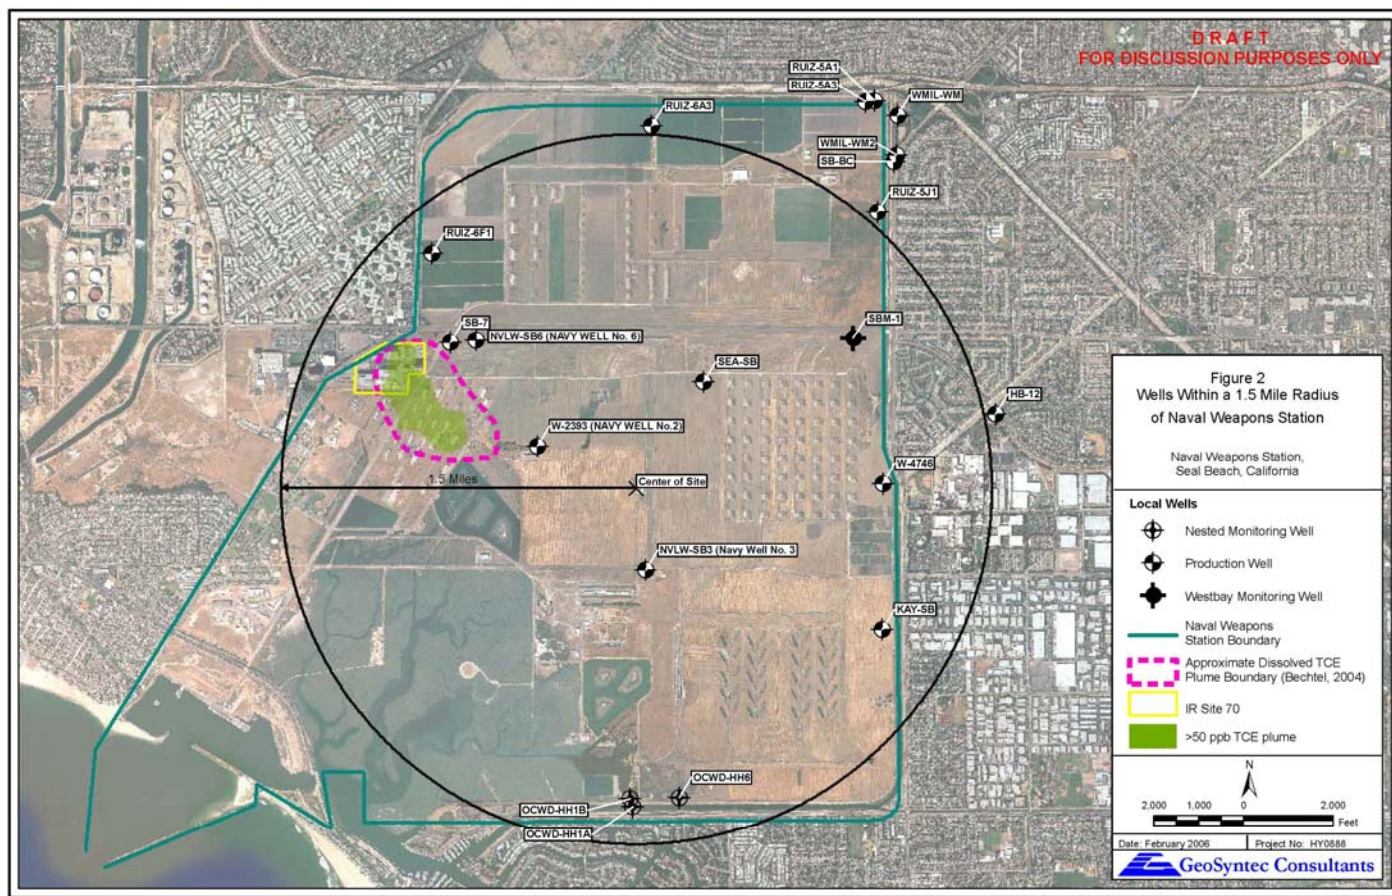 DRAFT
FOR DISCUSSION PURPOSES ONLY
RUIZ-5A1
RUIZ-5A3
WMIL-WM
RUIZ-6A3
WMIL-WM2
SB-BC
RUIZ-5J1
RUIZ-6F1
SB-7
NVLW-SB6 (NAVY WELL No. 6)
SBM-1
SEA-SB
HB-12
W-2393 (NAVY WELL No.2)
W-4746
1.5 Miles
Center of Site
NVLW-SB3 (Navy Well No. 3
KAY-SB
OCWD-HH6
OCWD-HH1B
OCWD-HH1A
Figure 2
Wells Within a 1.5 Mile Radius
of Naval Weapons Station
Naval Weapons Station,
Seal Beach, California
Local Wells
Nested Monitoring Well
Production Well
Westbay Monitoring Well
Naval Weapons
Station Boundary
Approximate Dissolved TCE
Plume Boundary (Bechtel, 2004)
IR Site 70
>50 ppb TCE plume
N
2,000 1,000 0 2,000
Feet
Date: February 2006
Project No: HY0888
GeoSyntec Consultants